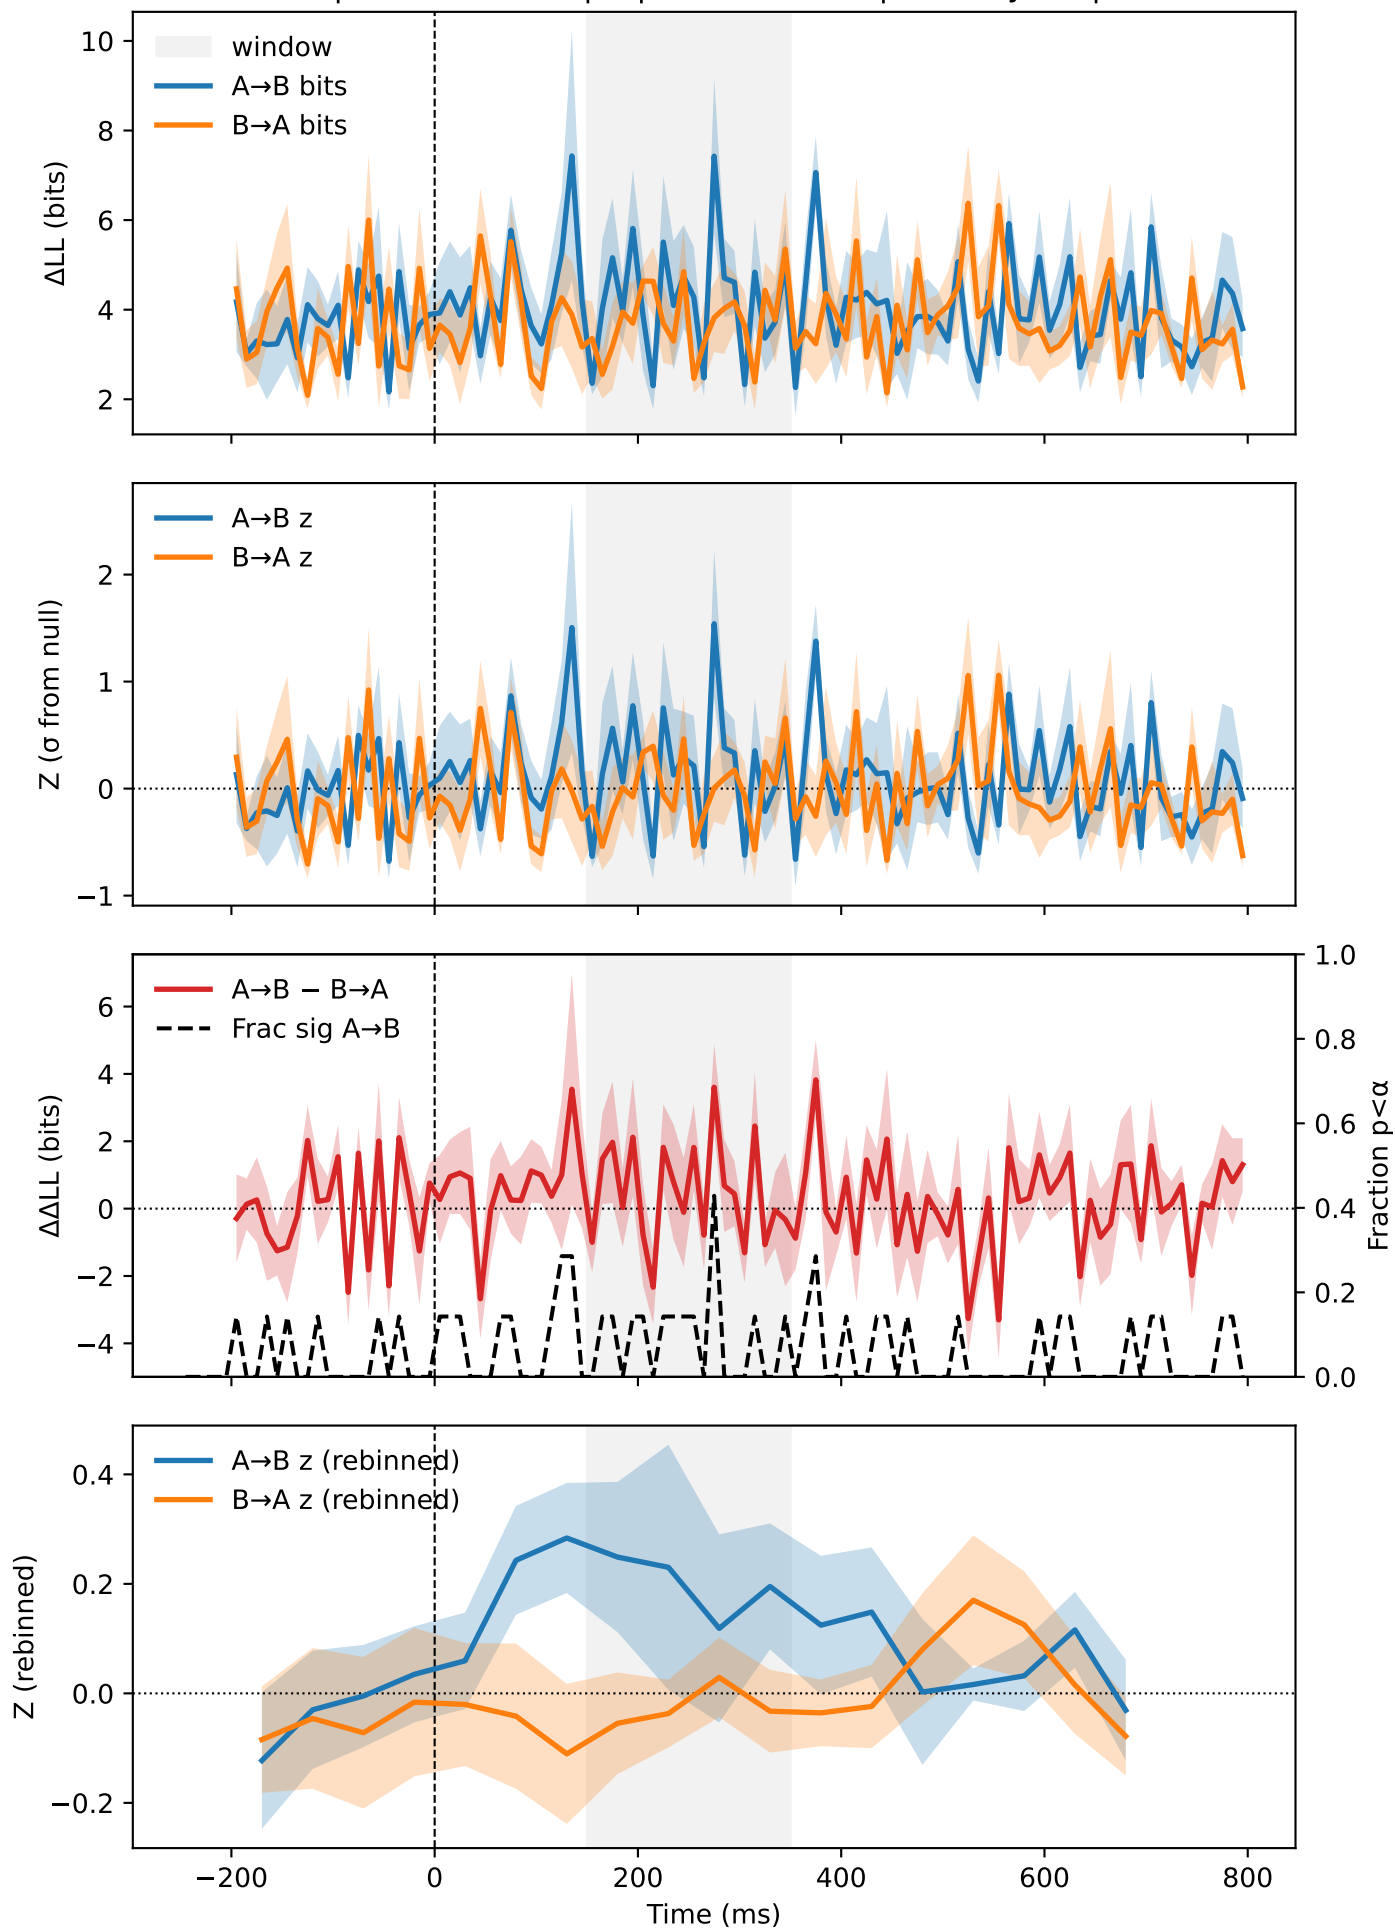 10
8
6
4
2
ΔLL (bits)
window
A→B bits
B→A bits
2
1
0
−1
Z (σ from null)
A→B z
B→A z
6
4
2
0
−2
−4
ΔΔLL (bits)
A→B − B→A
Frac sig A→B
1.0
0.8
0.6
0.4
0.2
0.0
Fraction p<α
0.4
0.2
0.0
−0.2
Z (rebinned)
A→B z (rebinned)
B→A z (rebinned)
−200 0 200 400 600 800
Time (ms)